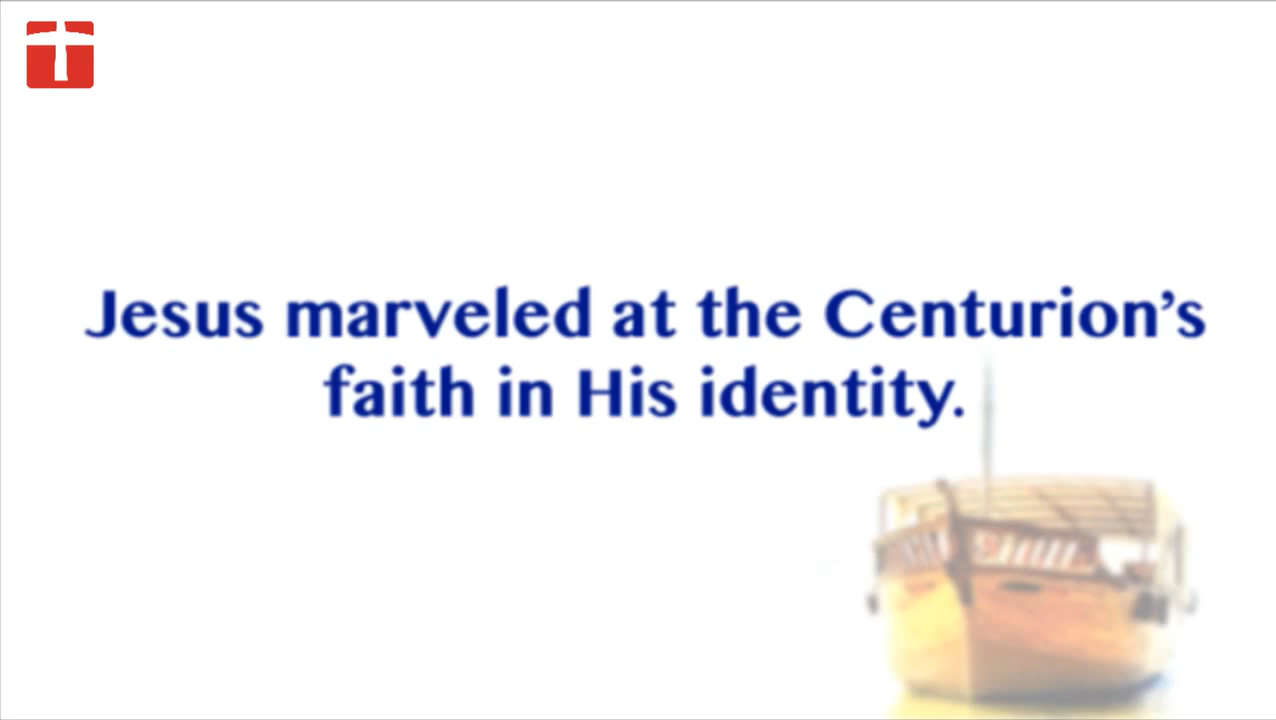 Jesus marveled at the Centurion’s
faith in His identity.